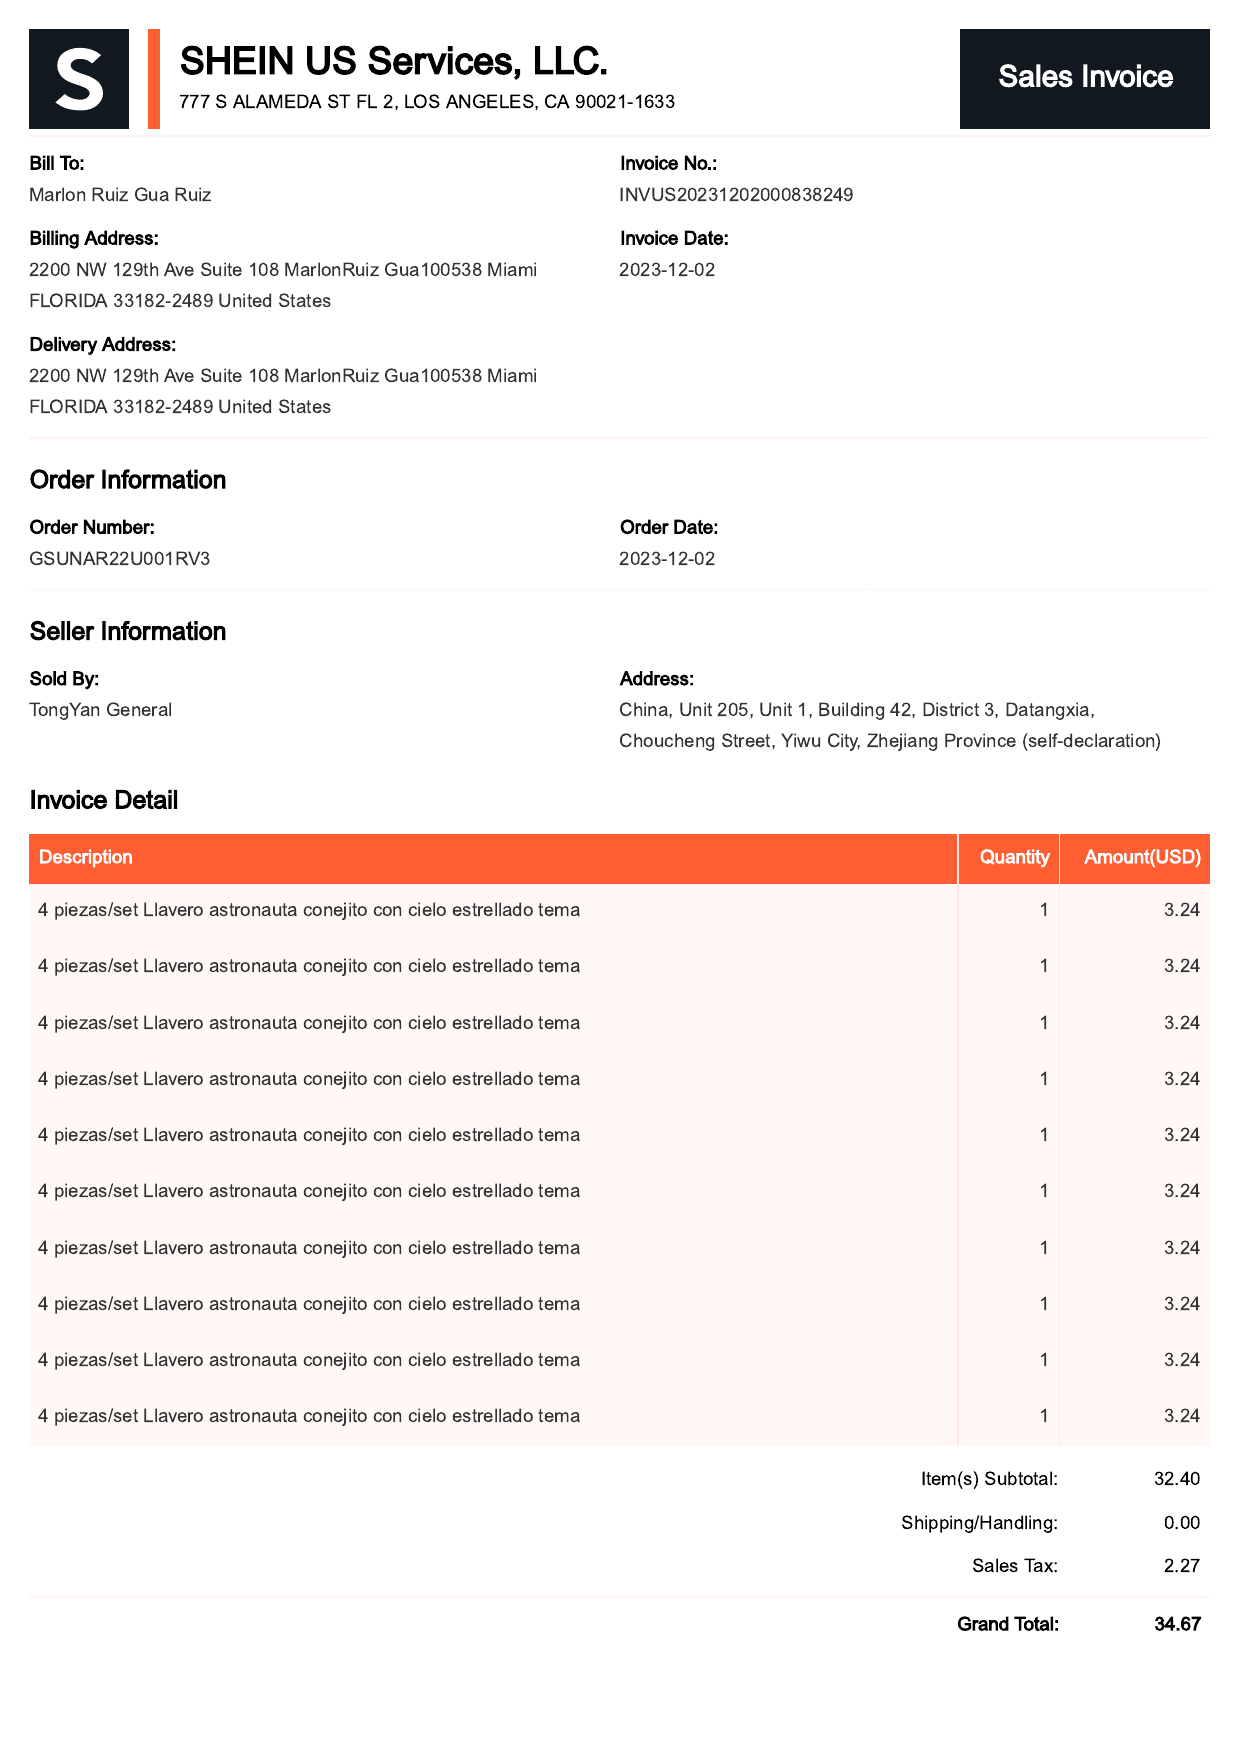 S
SHEIN US Services, LLC.
777 S ALAMEDA ST FL 2, LOS ANGELES, CA 90021-1633
Sales Invoice
Bill To:
Marlon Ruiz Gua Ruiz
Invoice No.:
INVUS20231202000838249
Billing Address:
2200 NW 129th Ave Suite 108 MarlonRuiz Gua100538 Miami
FLORIDA 33182-2489 United States
Invoice Date:
2023-12-02
Delivery Address:
2200 NW 129th Ave Suite 108 MarlonRuiz Gua100538 Miami
FLORIDA 33182-2489 United States
Order Information
Order Number:
GSUNAR22U001RV3
Order Date:
2023-12-02
Seller Information
Sold By:
TongYan General
Address:
China, Unit 205, Unit 1, Building 42, District 3, Datangxia,
Choucheng Street, Yiwu City, Zhejiang Province (self-declaration)
Invoice Detail
Description Quantity Amount(USD)
4 piezas/set Llavero astronauta conejito con cielo estrellado tema 1 3.24
4 piezas/set Llavero astronauta conejito con cielo estrellado tema 1 3.24
4 piezas/set Llavero astronauta conejito con cielo estrellado tema 1 3.24
4 piezas/set Llavero astronauta conejito con cielo estrellado tema 1 3.24
4 piezas/set Llavero astronauta conejito con cielo estrellado tema 1 3.24
4 piezas/set Llavero astronauta conejito con cielo estrellado tema 1 3.24
4 piezas/set Llavero astronauta conejito con cielo estrellado tema 1 3.24
4 piezas/set Llavero astronauta conejito con cielo estrellado tema 1 3.24
4 piezas/set Llavero astronauta conejito con cielo estrellado tema 1 3.24
4 piezas/set Llavero astronauta conejito con cielo estrellado tema 1 3.24
Item(s) Subtotal: 32.40
Shipping/Handling: 0.00
Sales Tax: 2.27
Grand Total: 34.67